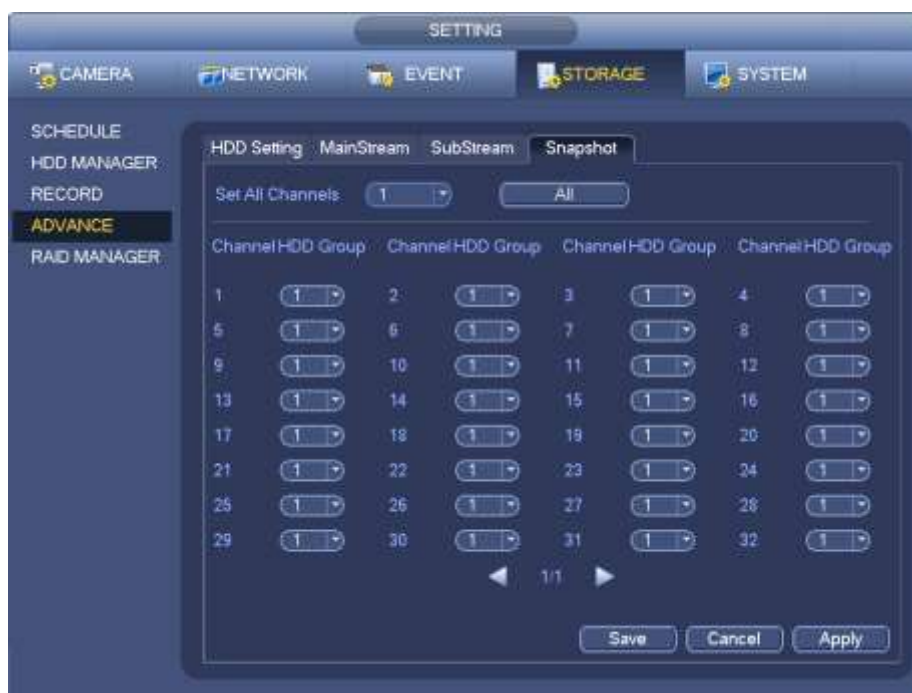 SETTING
CAMERA NETWORK EVENT STORAGE SYSTEM
SCHEDULE
HDD MANAGER
RECORD
ADVANCE
RAID MANAGER
HDD Setting MainStream SubStream Snapshot
Set All Channels 1 All
Channel HDD Group Channel HDD Group Channel HDD Group Channel HDD Group
1 1 2 1 3 1 4 1
5 1 6 1 7 1 8 1
9 1 10 1 11 1 12 1
13 1 14 1 15 1 16 1
17 1 18 1 19 1 20 1
21 1 22 1 23 1 24 1
25 1 26 1 27 1 28 1
29 1 30 1 31 1 32 1
1/1
Save Cancel Apply